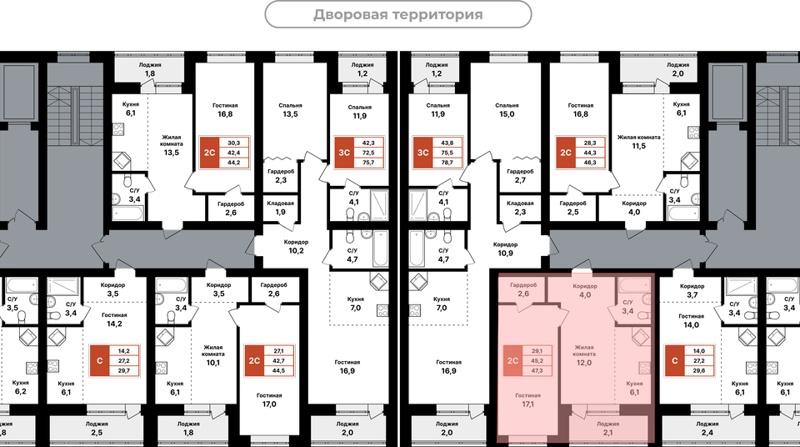 Дворовая территория
Лоджия
1,8
Кухня
6,1
Жилая
комната
13,5
С/У
3,4
Гостиная
16,8
2С
30,3
42,4
44,2
Гардероб
2,6
Спальня
13,5
Гардероб
2,3
Кладовая
1,9
Лоджия
1,2
Спальня
11,9
3С
42,3
72,5
75,7
С/У
4,1
Коридор
10,2
С/У
4,7
Кухня
7,0
Гостиная
16,9
Лоджия
2,0
Лоджия
1,2
Спальня
11,9
3С
43,8
75,5
78,7
С/У
4,1
Спальня
15,0
Гардероб
2,7
Кладовая
2,3
Коридор
10,9
С/У
4,7
Кухня
7,0
Гостиная
16,9
Лоджия
2,0
Гостиная
16,8
2С
28,3
44,3
46,3
Гардероб
2,5
Лоджия
2,0
Кухня
6,1
Жилая
комната
11,5
С/У
3,4
Коридор
4,0
С/У
3,5
Кухня
6,2
1,8
С/У
3,4
Коридор
3,5
Гостиная
14,2
С
14,2
27,2
29,7
Кухня
6,1
Лоджия
2,5
С/У
3,4
Коридор
3,5
Жилая
комната
10,1
Кухня
6,1
Лоджия
1,8
Гардероб
2,6
2С
27,1
42,7
44,5
Гостиная
17,0
Гардероб
2,6
2С
29,1
45,2
47,3
Гостиная
17,1
Коридор
4,0
С/У
3,4
Жилая
комната
12,0
Кухня
6,1
Лоджия
2,1
Коридор
3,7
С/У
3,4
Гостиная
14,0
С
14,0
27,2
29,6
Кухня
6,1
Лоджия
2,4
С/У
3,4
Кухня
6,1